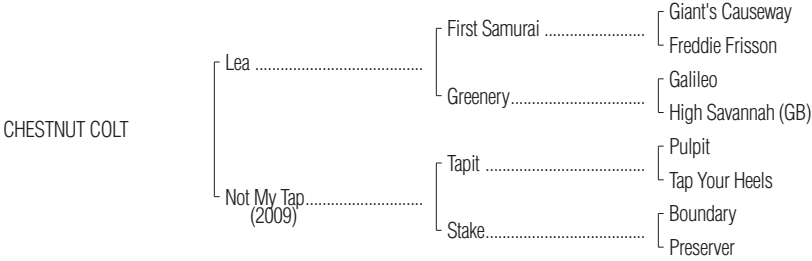 Giant's Causeway
First Samurai ........................
Freddie Frisson
Lea ........................................
Galileo
Greenery................................
High Savannah (GB)
CHESTNUT COLT
Pulpit
Tapit ......................................
Tap Your Heels
Not My Tap............................
(2009)
Boundary
Stake......................................
Preserver